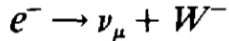 e⁻ → ν_μ + W⁻